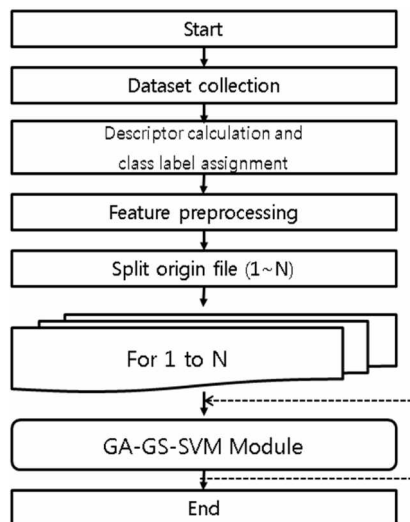 Start
Dataset collection
Descriptor calculation and
class label assignment
Feature preprocessing
Split origin file (1~N)
For 1 to N
GA-GS-SVM Module
End